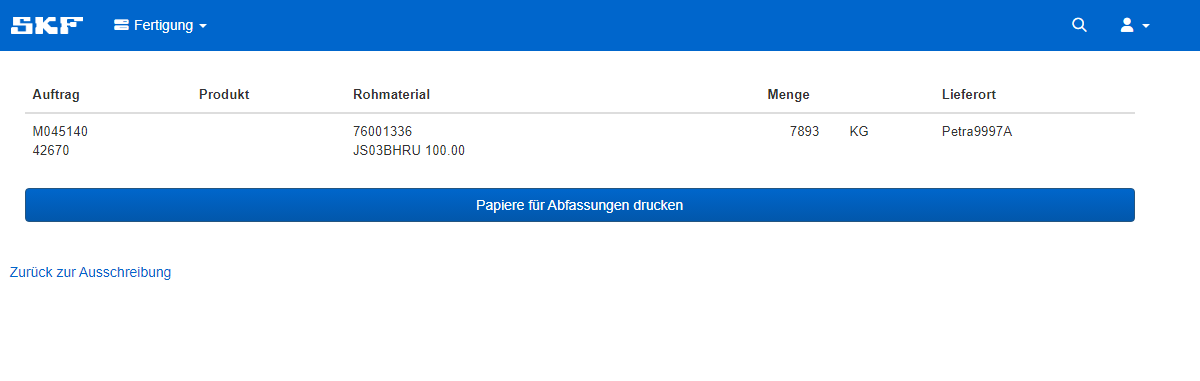 SKF Fertigung
Auftrag Produkt Rohmaterial Menge Lieferort
M045140 76001336 7893 KG Petra9997A
42670 JS03BHRU 100.00
Papiere für Abfassungen drucken
Zurück zur Ausschreibung